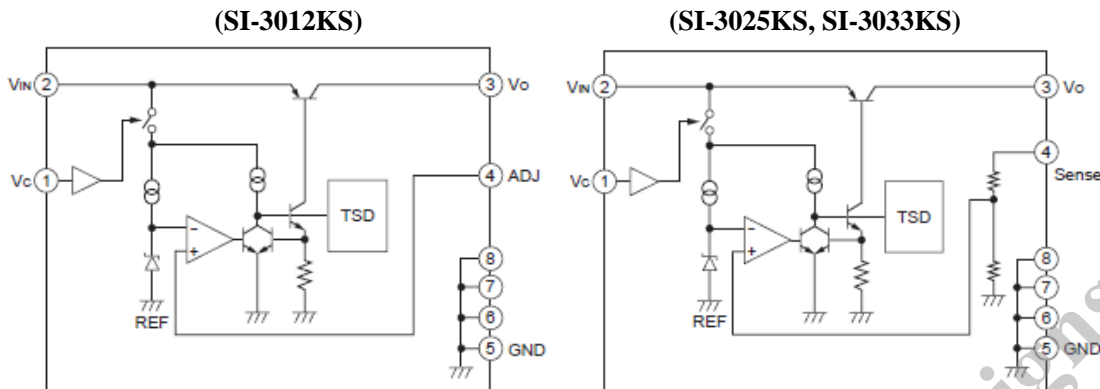 (SI-3012KS)
(SI-3025KS, SI-3033KS)
VIN 2
3 Vo
Vc 1
4 ADJ
TSD
−
+
REF
8
7
6
5 GND
VIN 2
3 Vo
Vc 1
4
Sense
TSD
−
+
REF
8
7
6
5 GND